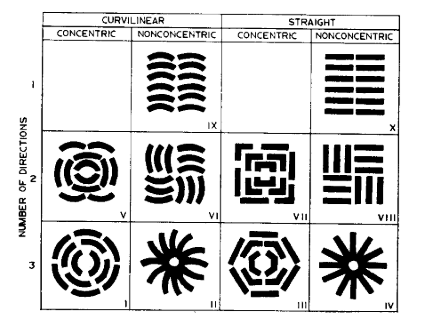 CURVILINEAR STRAIGHT
CONCENTRIC NONCONCENTRIC CONCENTRIC NONCONCENTRIC
NUMBER OF DIRECTIONS
1
IX X
2
V VI VII VIII
3
I II III IV